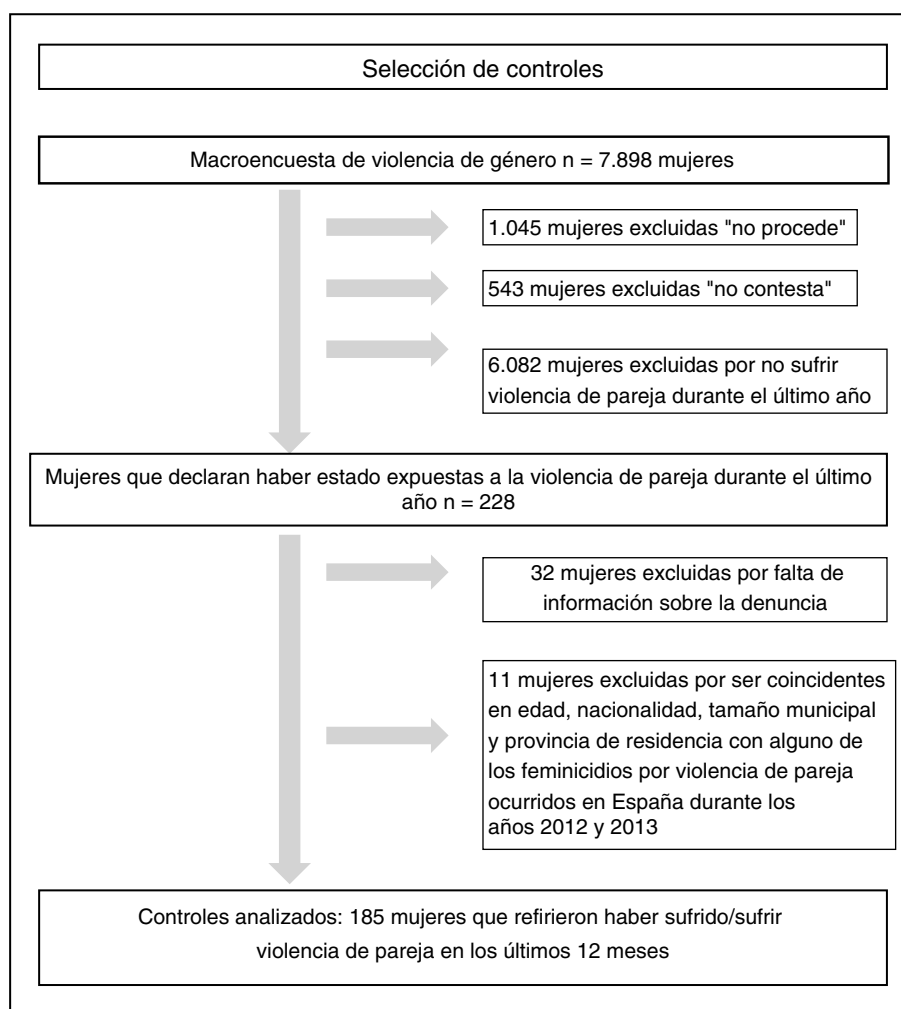 Selección de controles
Macroencuesta de violencia de género n = 7.898 mujeres
1.045 mujeres excluidas "no procede"
543 mujeres excluidas "no contesta"
6.082 mujeres excluidas por no sufrir
violencia de pareja durante el último año
Mujeres que declaran haber estado expuestas a la violencia de pareja durante el último
año n = 228
32 mujeres excluidas por falta de
información sobre la denuncia
11 mujeres excluidas por ser coincidentes
en edad, nacionalidad, tamaño municipal
y provincia de residencia con alguno de
los feminicidios por violencia de pareja
ocurridos en España durante los
años 2012 y 2013
Controles analizados: 185 mujeres que refirieron haber sufrido/sufrir
violencia de pareja en los últimos 12 meses